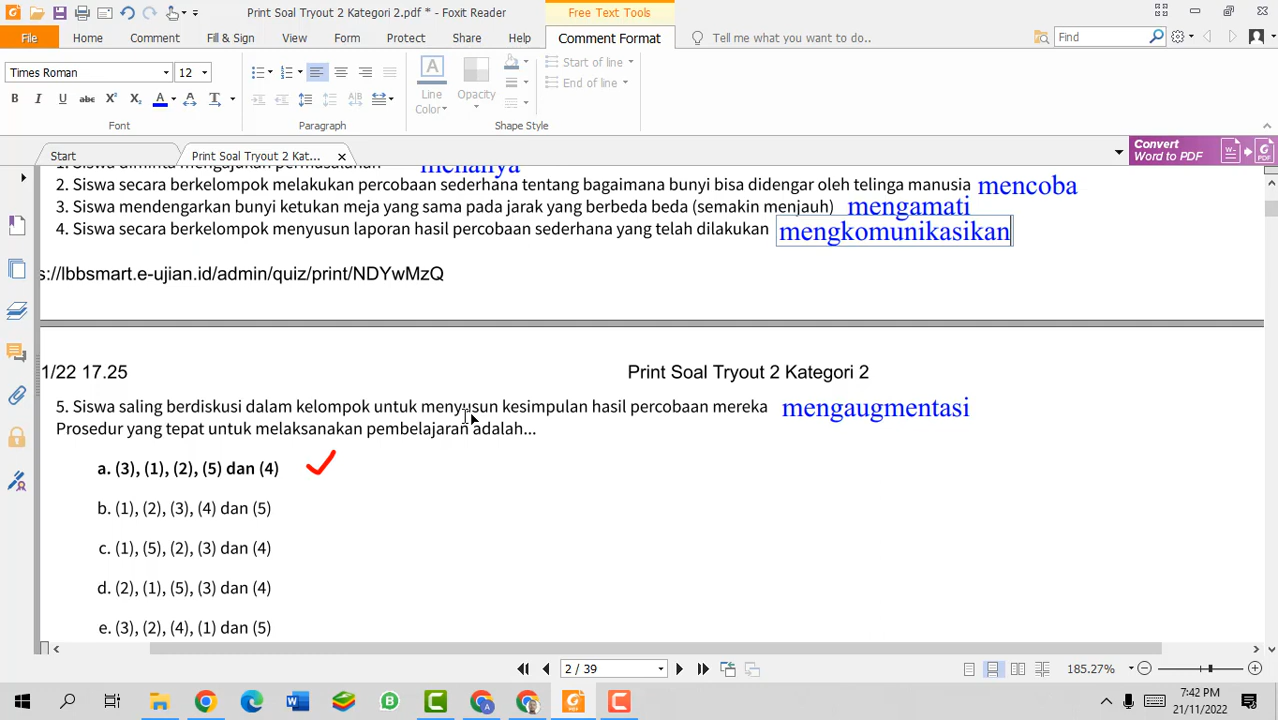 Print Soal Tryout 2 Kategori 2.pdf * - Foxit Reader
Free Text Tools
File Home Comment Fill & Sign View Form Protect Share Help Comment Format Tell me what you want to do.. Find
Times Roman 12
Line Color Opacity
Start of line
End of line
Font Paragraph Shape Style
Start Print Soal Tryout 2 Kat...
Convert Word to PDF
1. Siswa diminta mengajukan permasalahan menanya
2. Siswa secara berkelompok melakukan percobaan sederhana tentang bagaimana bunyi bisa didengar oleh telinga manusia mencoba
3. Siswa mendengarkan bunyi ketukan meja yang sama pada jarak yang berbeda beda (semakin menjauh) mengamati
4. Siswa secara berkelompok menyusun laporan hasil percobaan sederhana yang telah dilakukan mengkomunikasikan
s://lbbsmart.e-ujian.id/admin/quiz/print/NDYwMzQ
1/22 17.25 Print Soal Tryout 2 Kategori 2
5. Siswa saling berdiskusi dalam kelompok untuk menyusun kesimpulan hasil percobaan mereka mengaugmentasi
Prosedur yang tepat untuk melaksanakan pembelajaran adalah...
a. (3), (1), (2), (5) dan (4)
b. (1), (2), (3), (4) dan (5)
c. (1), (5), (2), (3) dan (4)
d. (2), (1), (5), (3) dan (4)
e. (3), (2), (4), (1) dan (5)
2 / 39
185.27%
7:42 PM
21/11/2022